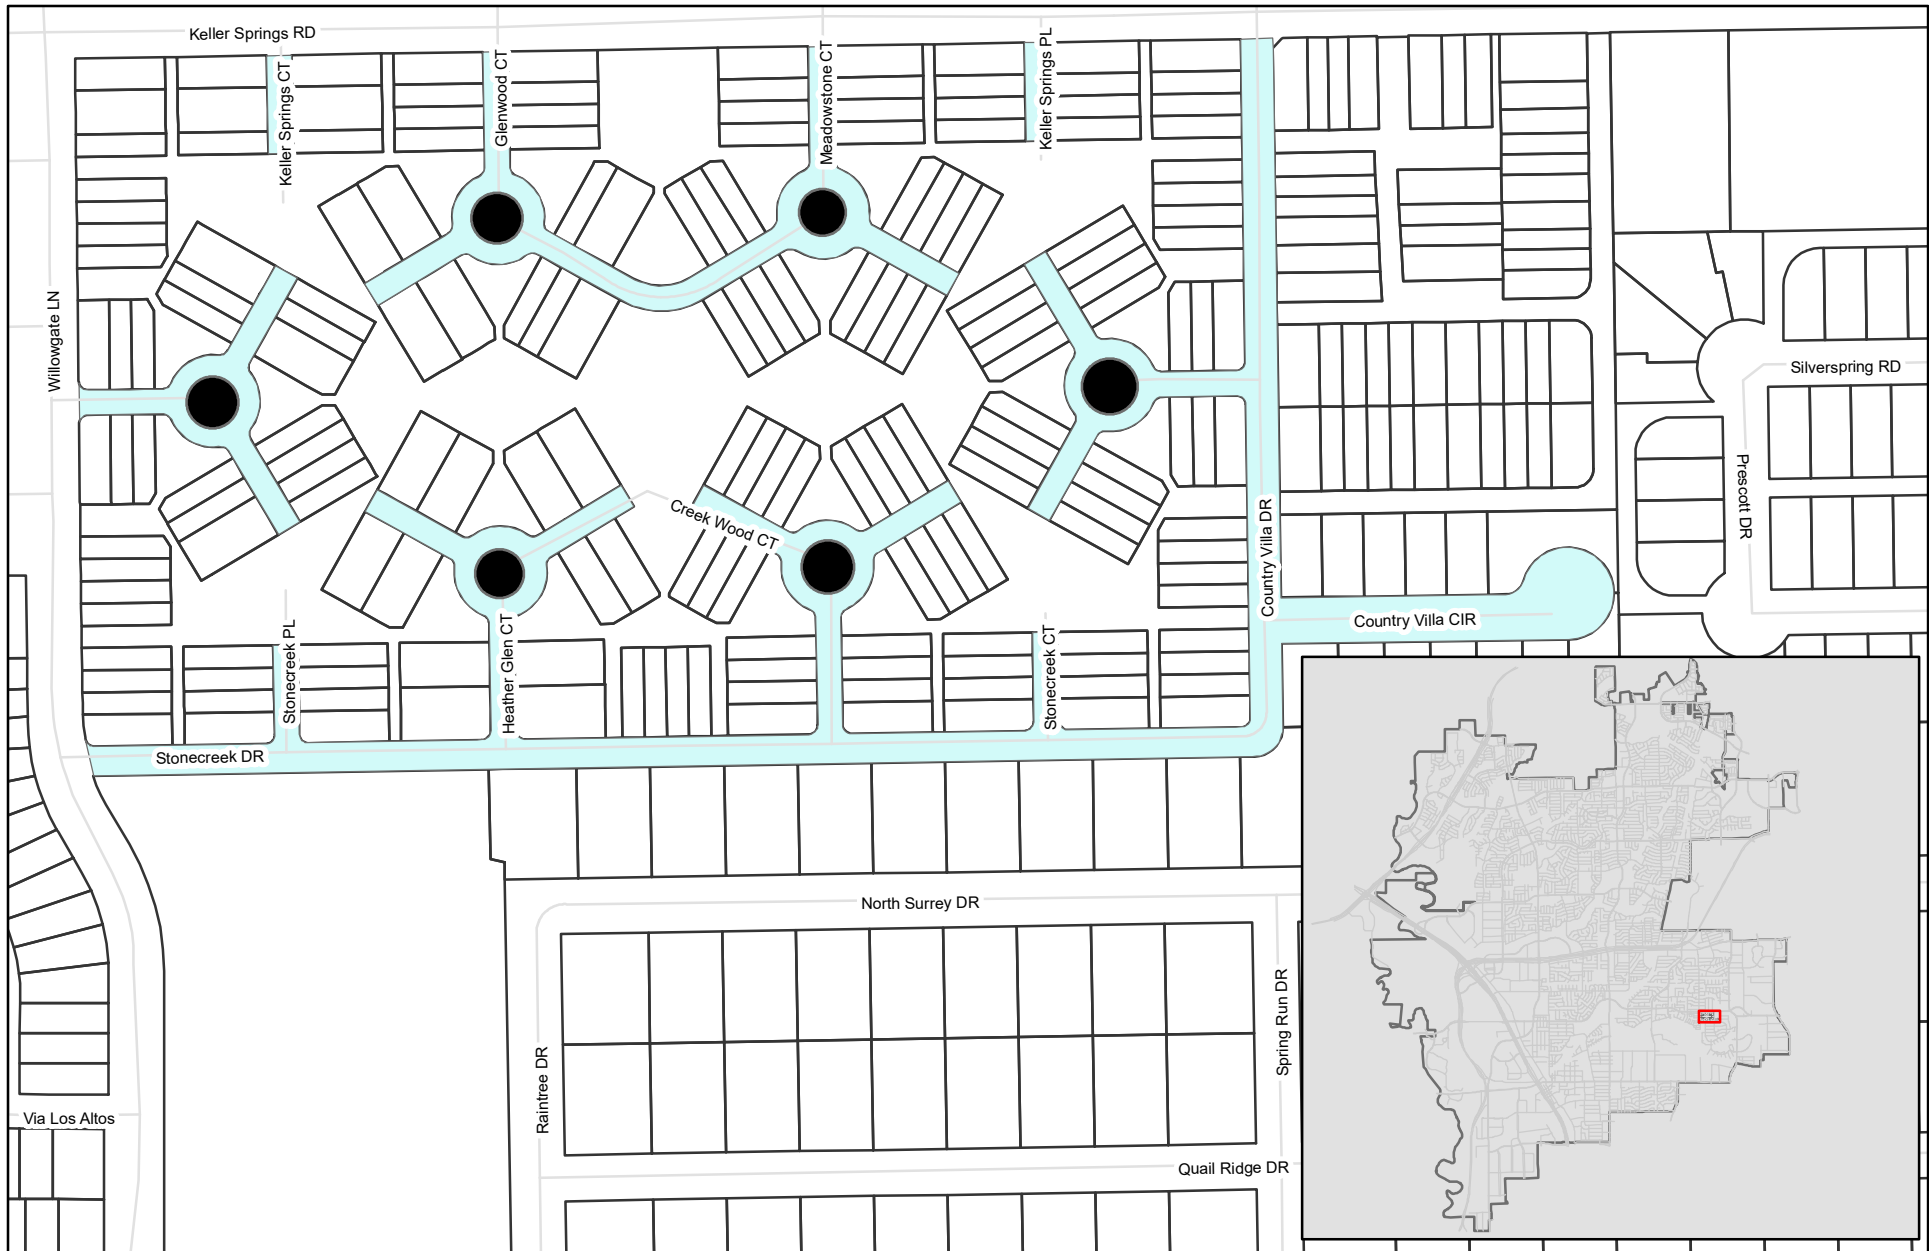 Keller Springs RD
Keller Springs CT
Glenwood CT
Meadowstone CT
Keller Springs PL
Willowgate LN
Silverspring RD
Prescott DR
Creek Wood CT
Country Villa DR
Country Villa CIR
Stonecreek PL
Heather Glen CT
Stonecreek CT
Stonecreek DR
North Surrey DR
Raintree DR
Spring Run DR
Via Los Altos
Quail Ridge DR